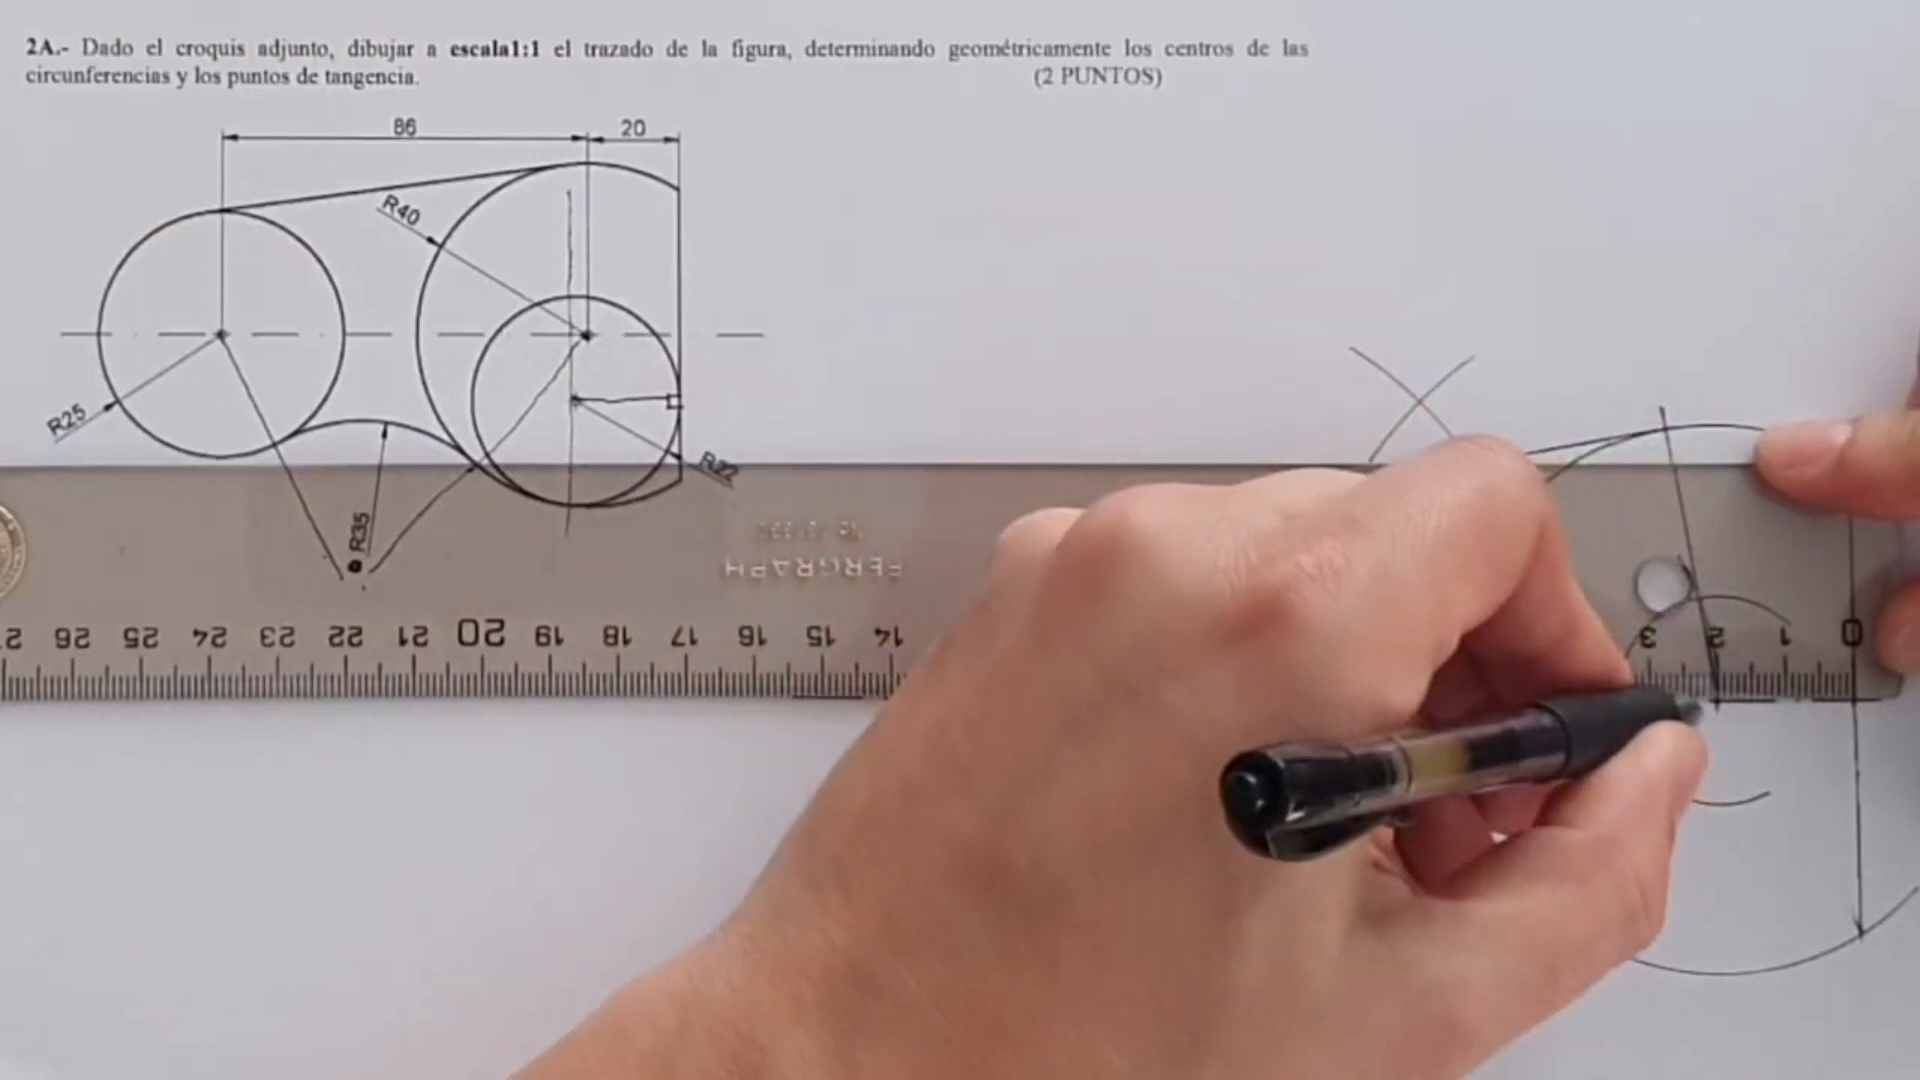 2A.- Dado el croquis adjunto, dibujar a escala1:1 el trazado de la figura, determinando geométricamente los centros de las
circunferencias y los puntos de tangencia. (2 PUNTOS)
86
20
R40
R25
R22
R35
FERGRAPH
26 25 24 23 22 21 20 19 18 17 16 15 14
3 2 1 0